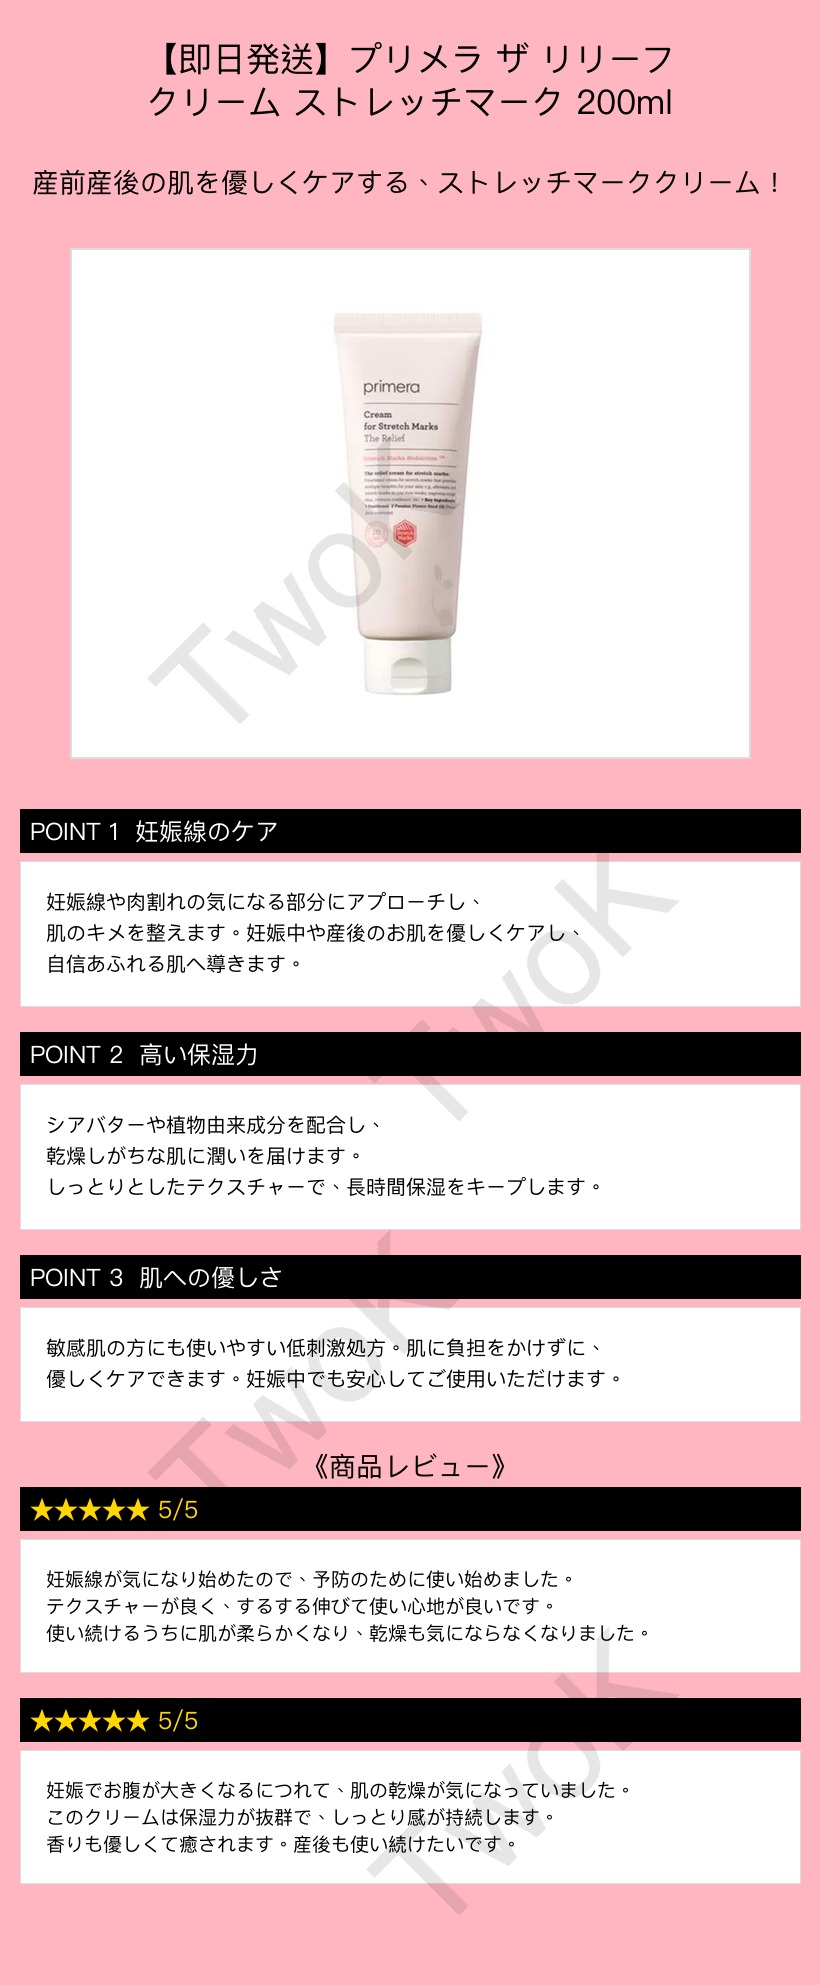 【即日発送】プリメラ ザ リリーフ
クリーム ストレッチマーク 200ml
産前産後の肌を優しくケアする、ストレッチマーククリーム！
primera
Cream
for Stretch Marks
The Relief
Stretch Marks Reduction ™
The relief cream for stretch marks:
TwoK
POINT 1 妊娠線のケア
妊娠線や肉割れの気になる部分にアプローチし、
肌のキメを整えます。妊娠中や産後のお肌を優しくケアし、
自信あふれる肌へ導きます。
TwoK
POINT 2 高い保湿力
シアバターや植物由来成分を配合し、
乾燥しがちな肌に潤いを届けます。
しっとりとしたテクスチャーで、長時間保湿をキープします。
POINT 3 肌への優しさ
敏感肌の方にも使いやすい低刺激処方。肌に負担をかけずに、
優しくケアできます。妊娠中でも安心してご使用いただけます。
TwoK
《商品レビュー》
★★★★★ 5/5
妊娠線が気になり始めたので、予防のために使い始めました。
テクスチャーが良く、するする伸びて使い心地が良いです。
使い続けるうちに肌が柔らかくなり、乾燥も気にならなくなりました。
★★★★★ 5/5
妊娠でお腹が大きくなるにつれて、肌の乾燥が気になっていました。
このクリームは保湿力が抜群で、しっとり感が持続します。
香りも優しくて癒されます。産後も使い続けたいです。
TwoK